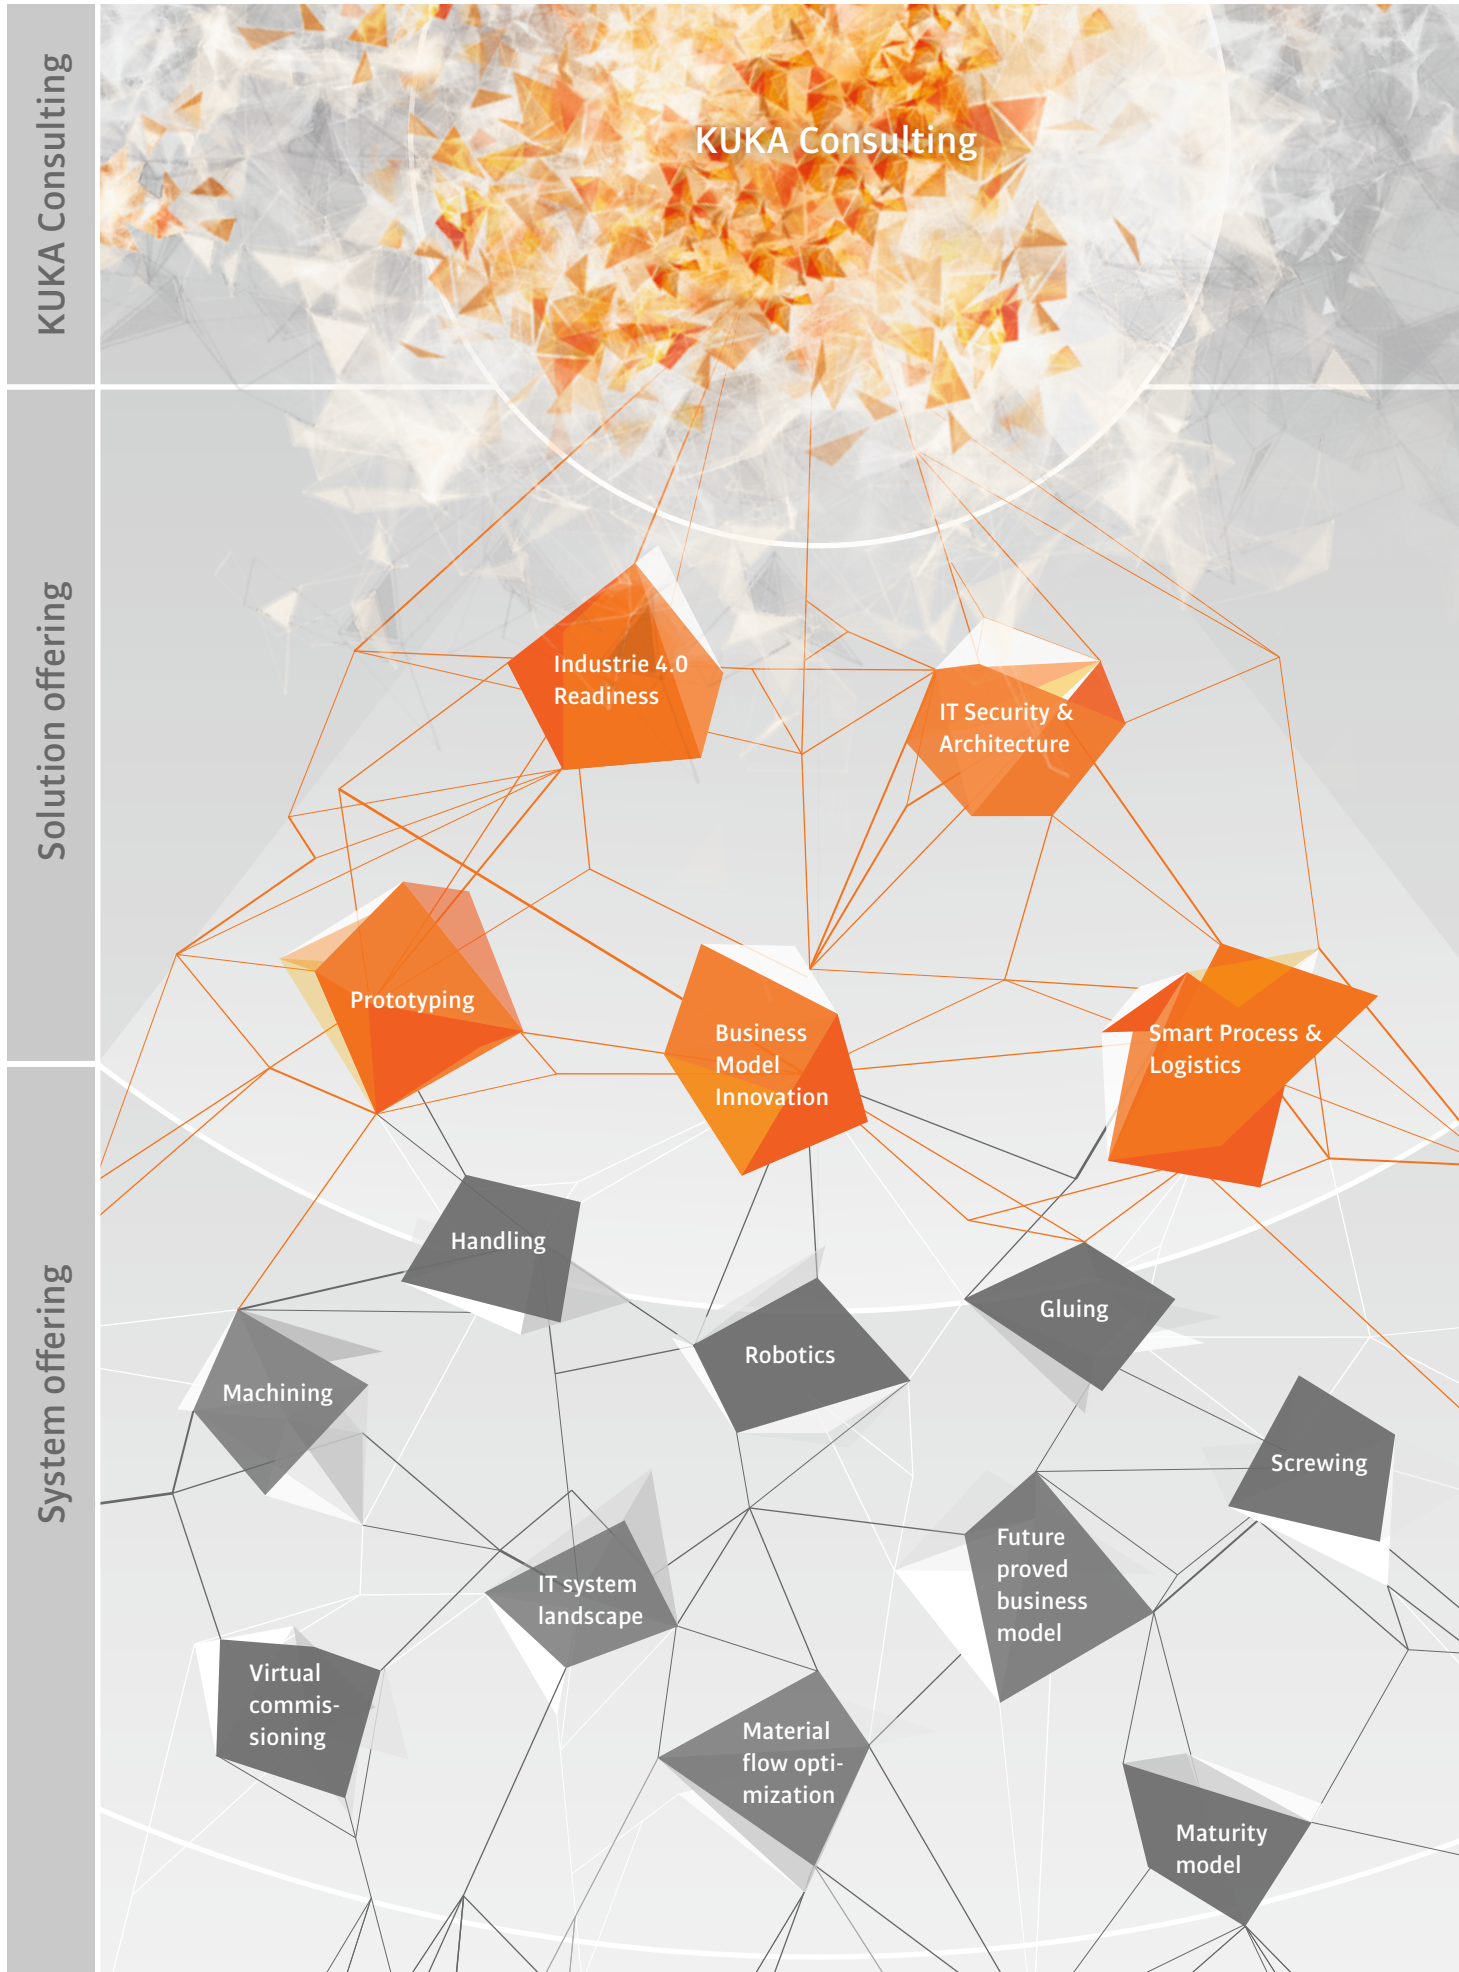 KUKA Consulting
KUKA Consulting
Solution offering
Industrie 4.0
Readiness
IT Security &
Architecture
Prototyping
Business
Model
Innovation
Smart Process &
Logistics
System offering
Handling
Gluing
Robotics
Machining
Screwing
Future
proved
business
model
IT system
landscape
Virtual
commis-
sioning
Material
flow opti-
mization
Maturity
model